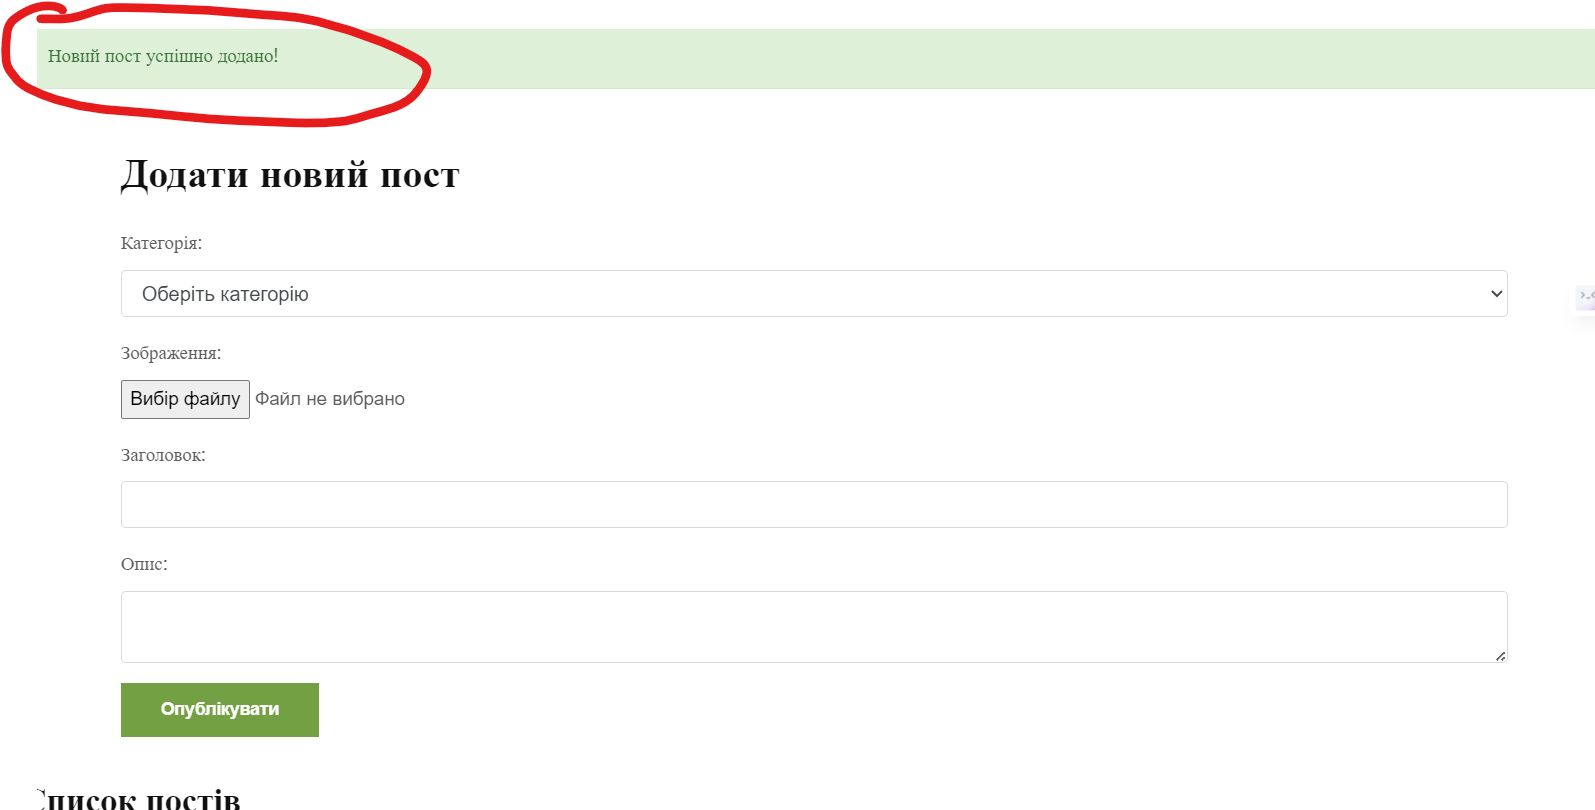 Новий пост успішно додано!
Додати новий пост
Категорія:
Оберіть категорію
Зображення:
Вибір файлу Файл не вибрано
Заголовок:
Опис:
Опублікувати
Список постів